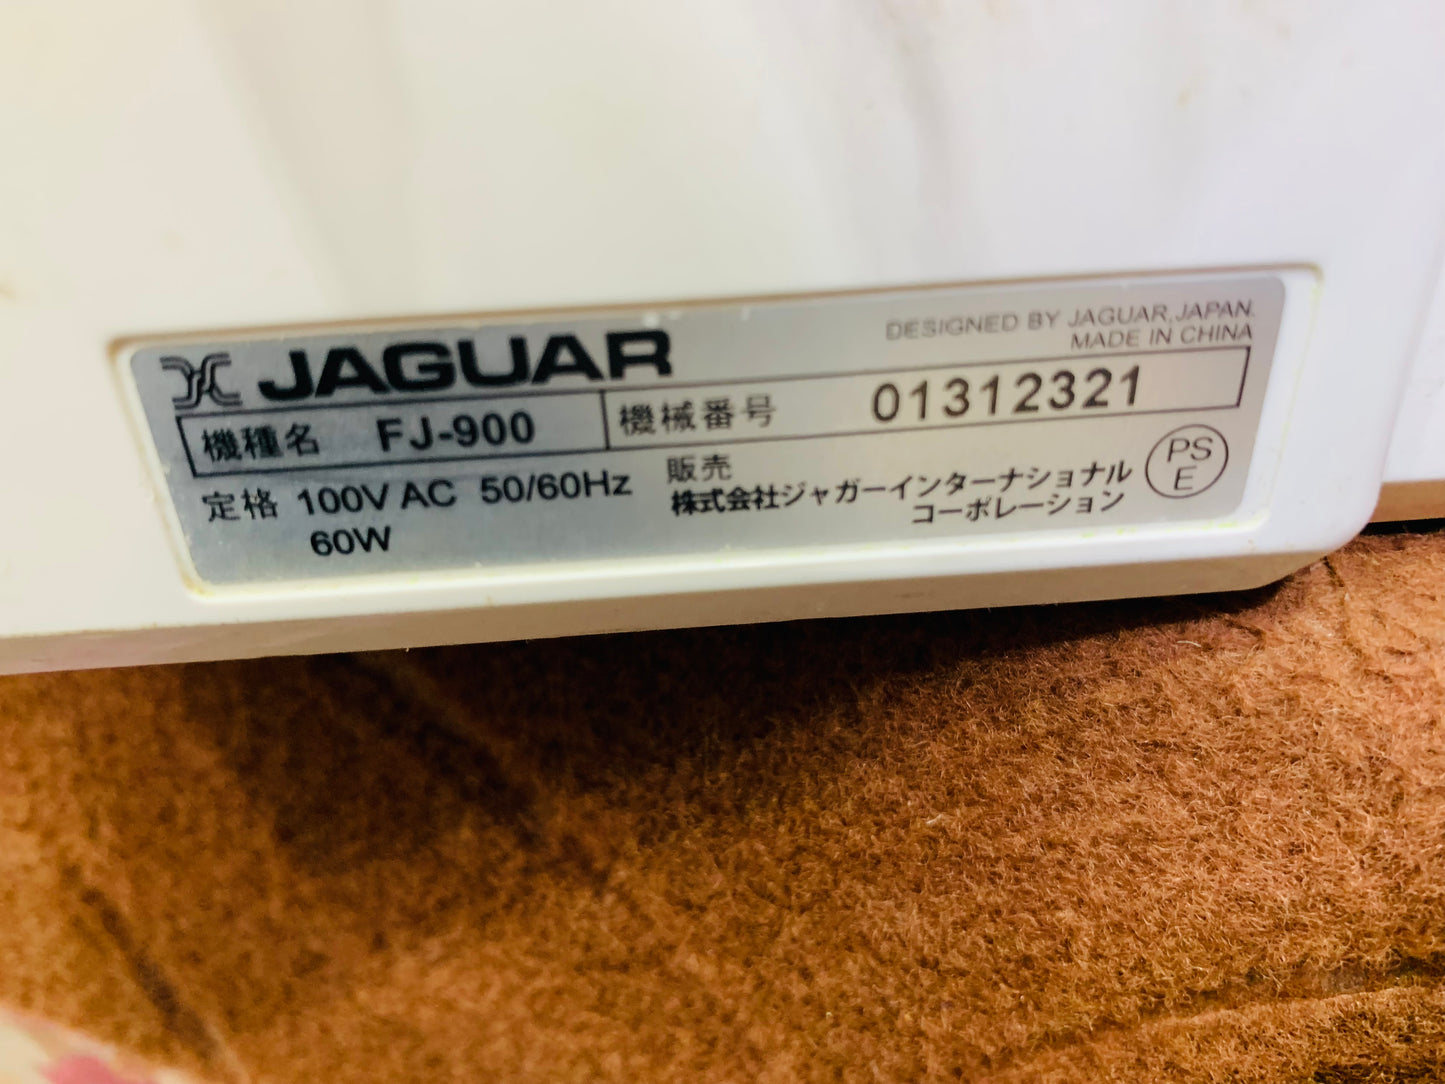 JAGUAR
DESIGNED BY JAGUAR, JAPAN.
MADE IN CHINA
機種名 FJ-900 機械番号 01312321
定格 100V AC 50/60Hz
60W
販売
株式会社ジャガーインターナショナル
コーポレーション
PS
E